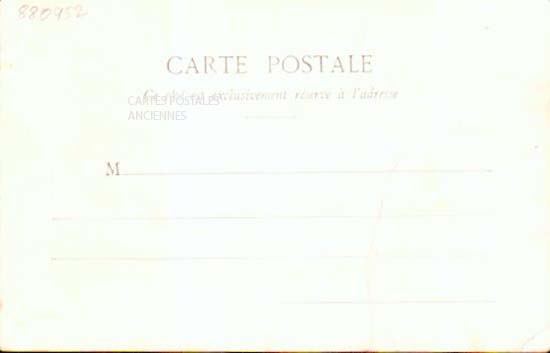 880952
CARTE POSTALE
Ce côté est exclusivement réservé à l'adresse
CARTES POSTALES
ANCIENNES
M